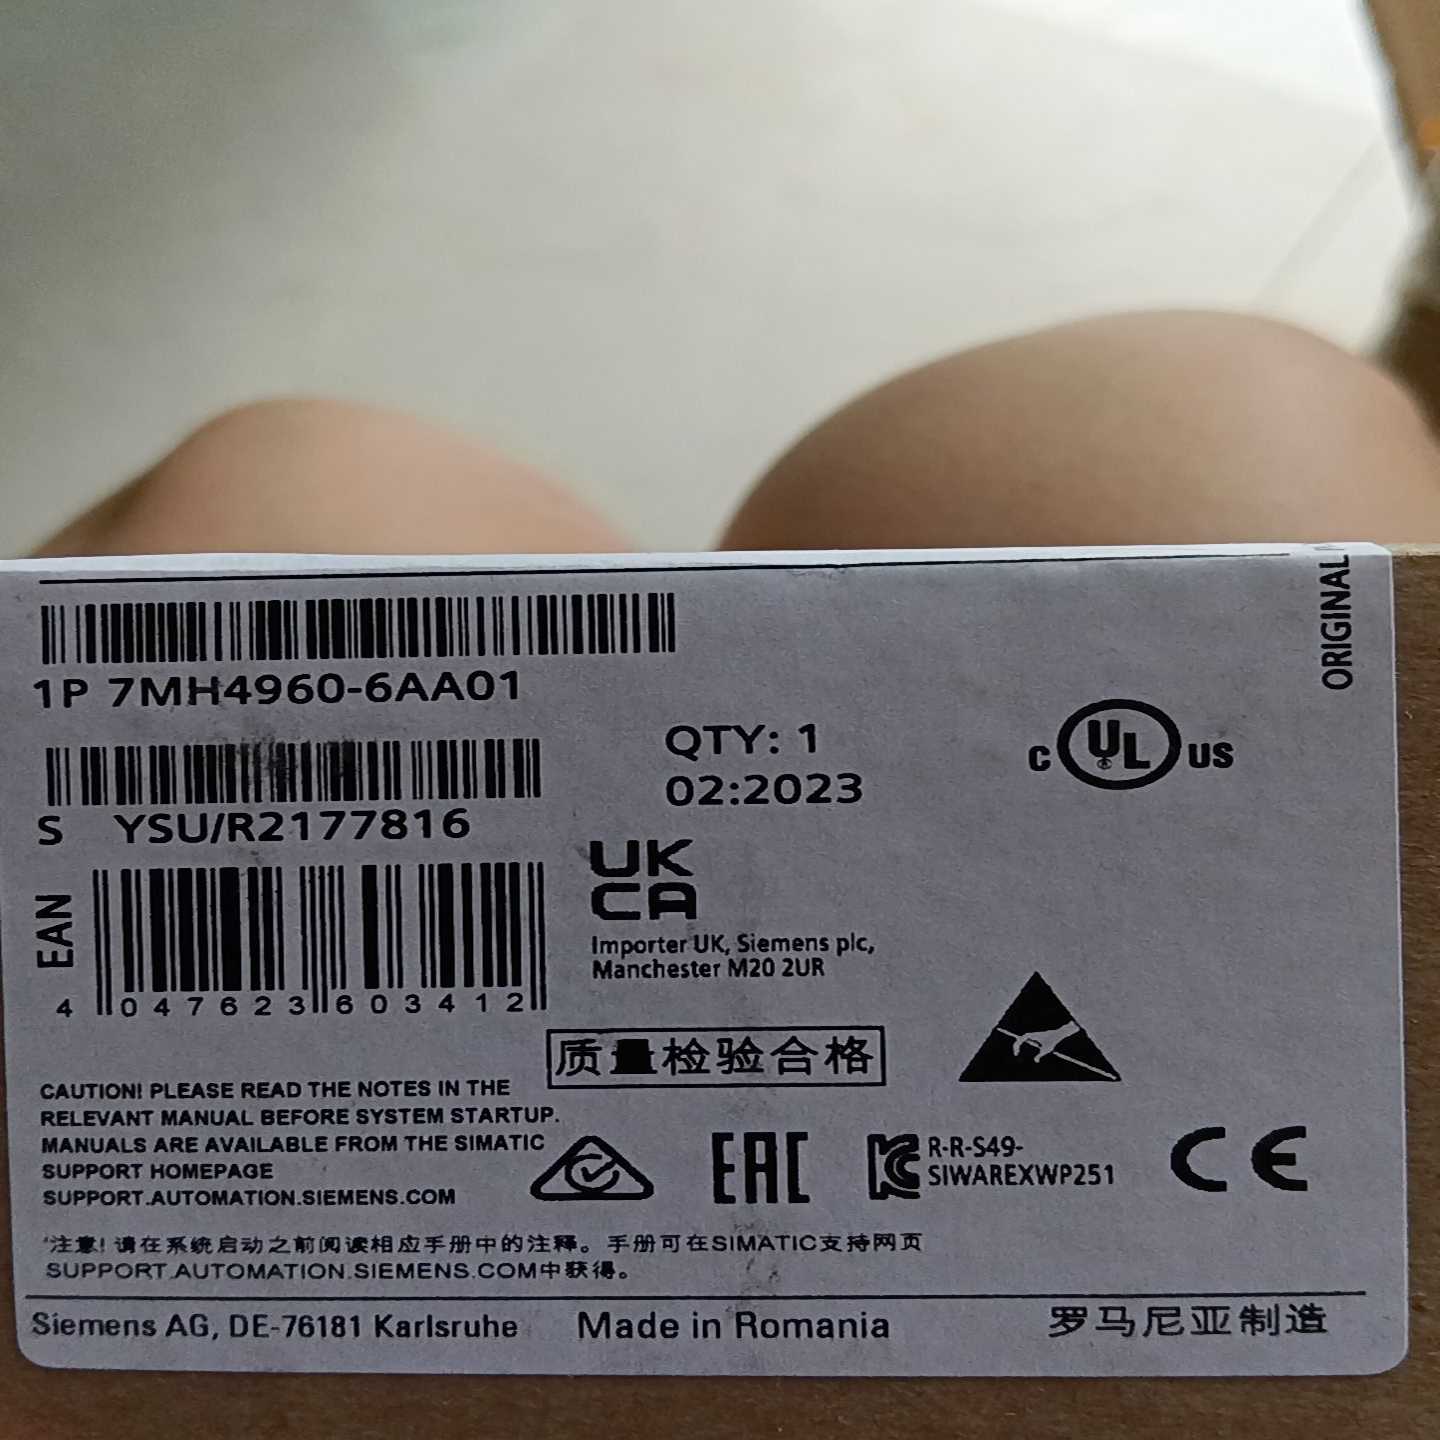 ORIGINAL
1P 7MH4960-6AA01
QTY: 1
02:2023
C UL US
S YSU/R2177816
UK
CA
EAN
Importer UK, Siemens plc,
Manchester M20 2UR
4 047623 603412
质量检验合格
CAUTION! PLEASE READ THE NOTES IN THE
RELEVANT MANUAL BEFORE SYSTEM STARTUP.
MANUALS ARE AVAILABLE FROM THE SIMATIC
SUPPORT HOMEPAGE
SUPPORT.AUTOMATION.SIEMENS.COM
EAC
R-R-S49-
SIWAREXWP251
CE
注意! 请在系统启动之前阅读相应手册中的注释。手册可在SIMATIC支持网页
SUPPORT.AUTOMATION.SIEMENS.COM中获得。
Siemens AG, DE-76181 Karlsruhe Made in Romania 罗马尼亚制造